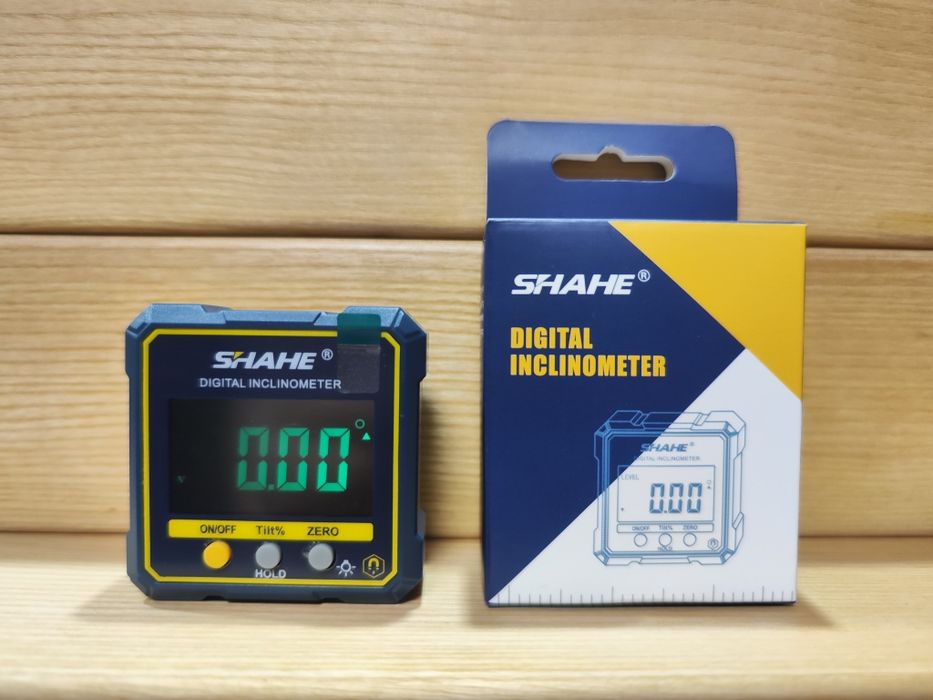 SHAHE®
DIGITAL INCLINOMETER
0.00°
ON/OFF Tilt% ZERO
HOLD
SHAHE®
DIGITAL
INCLINOMETER
SHAHE®
DIGITAL INCLINOMETER
LEVEL
0.00°
ON/OFF Tilt% ZERO
HOLD